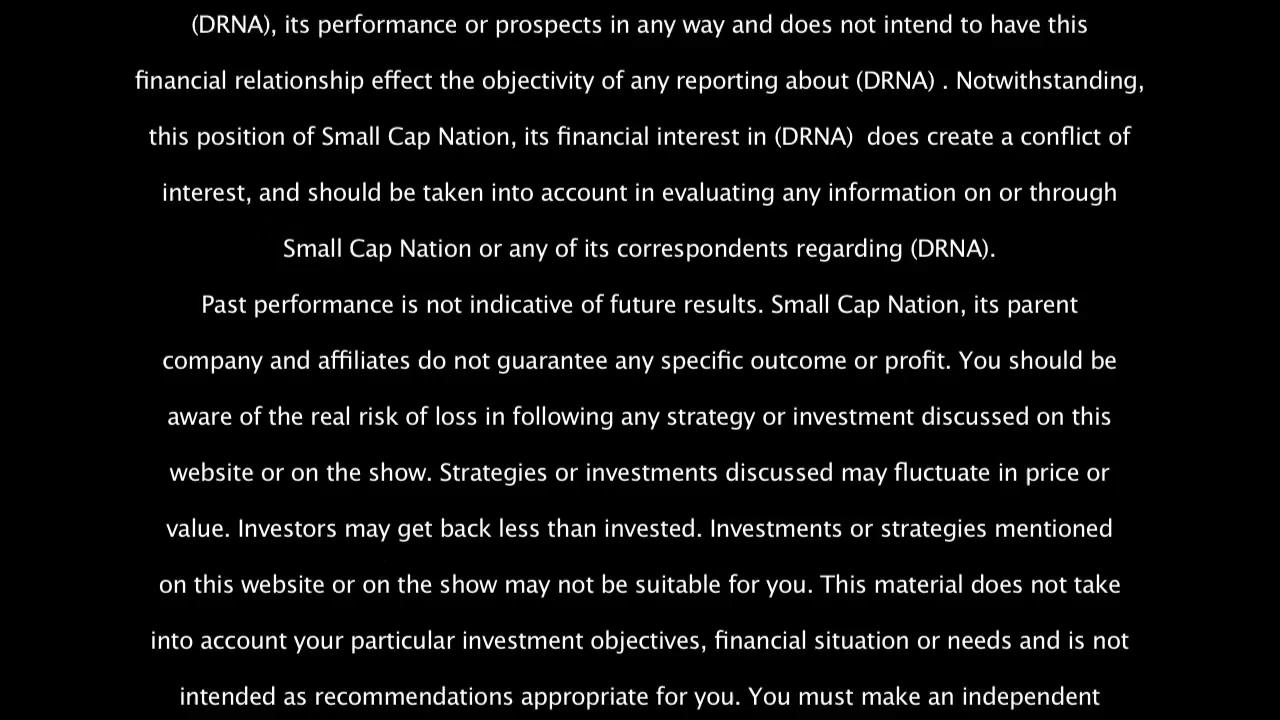 (DRNA), its performance or prospects in any way and does not intend to have this
financial relationship effect the objectivity of any reporting about (DRNA) . Notwithstanding,
this position of Small Cap Nation, its financial interest in (DRNA)  does create a conflict of
interest, and should be taken into account in evaluating any information on or through
Small Cap Nation or any of its correspondents regarding (DRNA).
Past performance is not indicative of future results. Small Cap Nation, its parent
company and affiliates do not guarantee any specific outcome or profit. You should be
aware of the real risk of loss in following any strategy or investment discussed on this
website or on the show. Strategies or investments discussed may fluctuate in price or
value. Investors may get back less than invested. Investments or strategies mentioned
on this website or on the show may not be suitable for you. This material does not take
into account your particular investment objectives, financial situation or needs and is not
intended as recommendations appropriate for you. You must make an independent